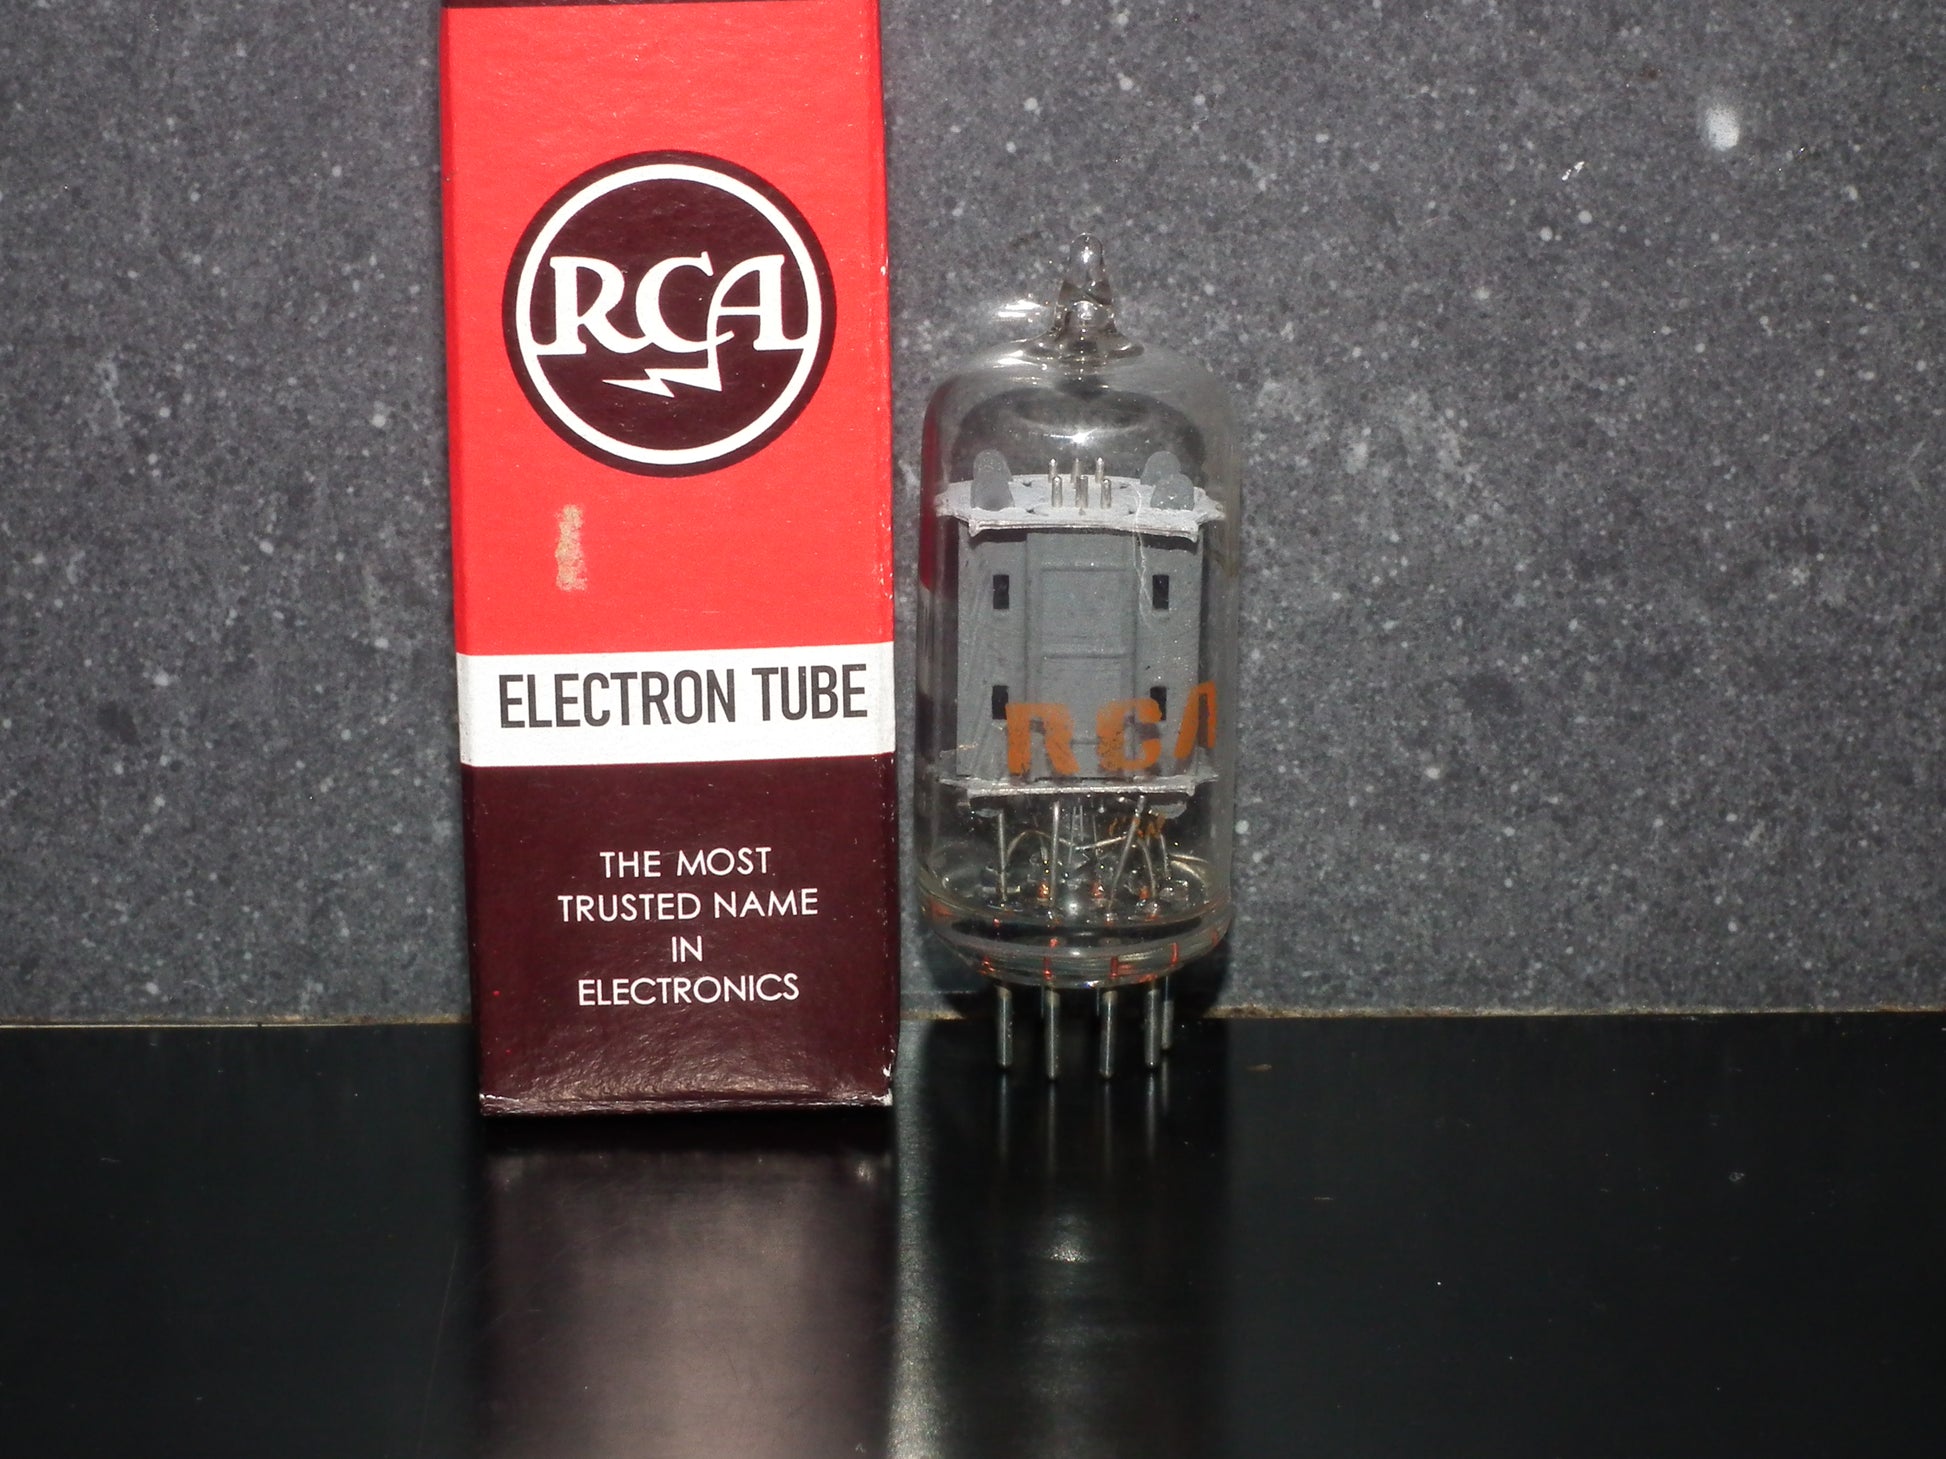 RCA
ELECTRON TUBE
THE MOST
TRUSTED NAME
IN
ELECTRONICS
RCA